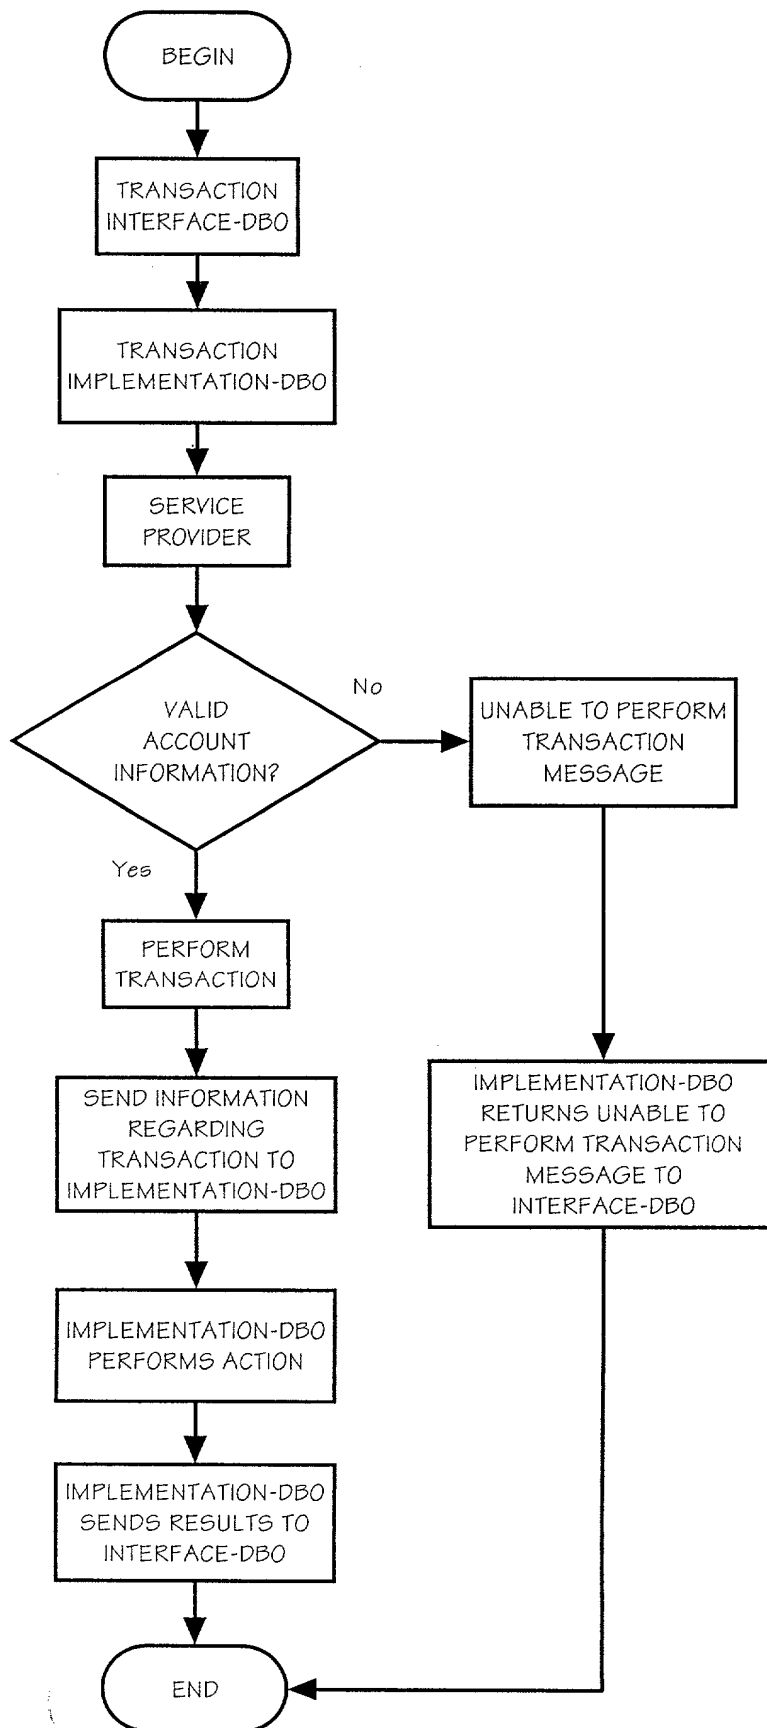 BEGIN
TRANSACTION
INTERFACE-DBO
TRANSACTION
IMPLEMENTATION-DBO
SERVICE
PROVIDER
VALID
ACCOUNT
INFORMATION?
No
UNABLE TO PERFORM
TRANSACTION
MESSAGE
Yes
PERFORM
TRANSACTION
SEND INFORMATION
REGARDING
TRANSACTION TO
IMPLEMENTATION-DBO
IMPLEMENTATION-DBO
RETURNS UNABLE TO
PERFORM TRANSACTION
MESSAGE TO
INTERFACE-DBO
IMPLEMENTATION-DBO
PERFORMS ACTION
IMPLEMENTATION-DBO
SENDS RESULTS TO
INTERFACE-DBO
END